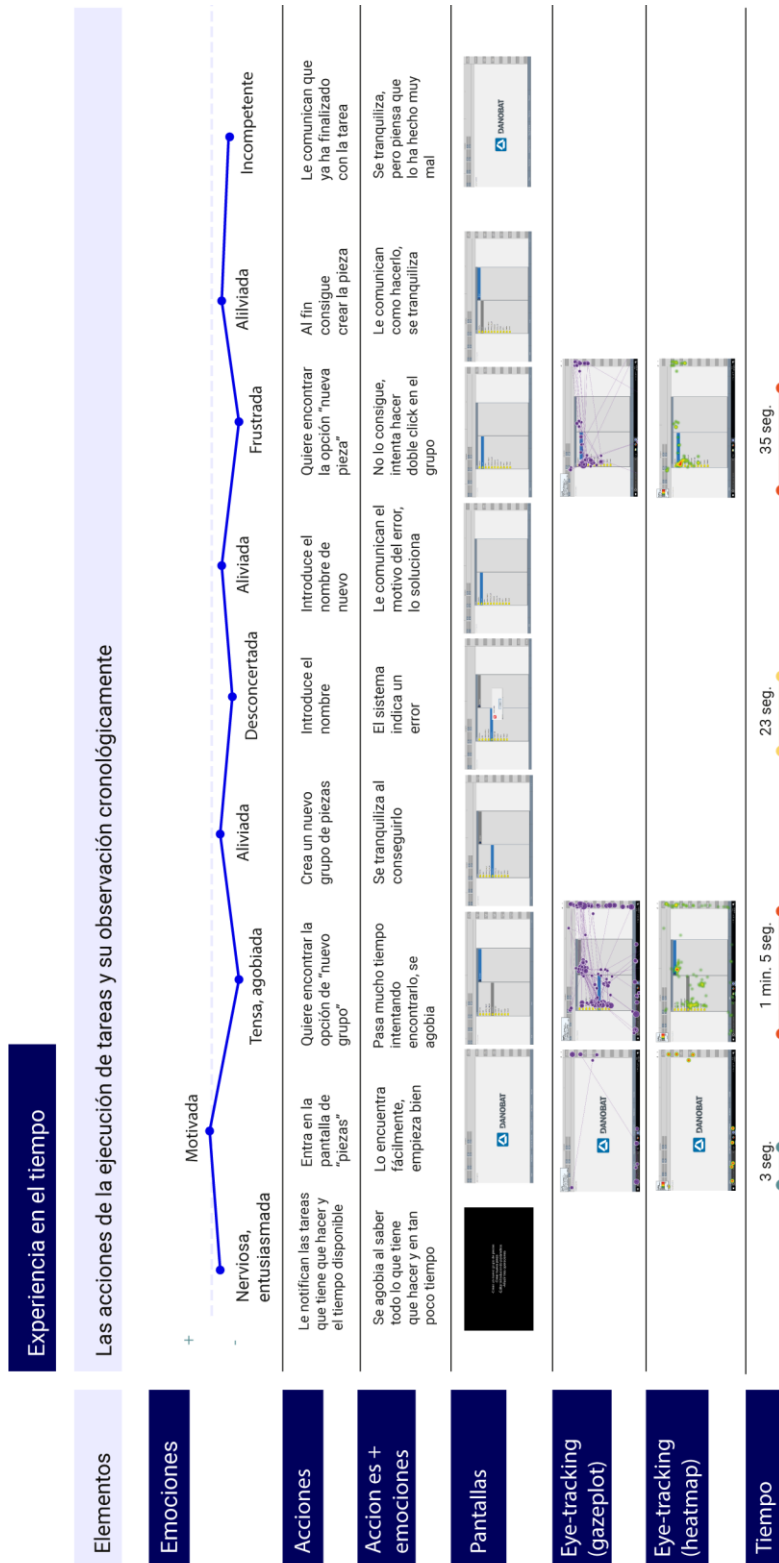 Experiencia en el tiempo
Elementos
Las acciones de la ejecución de tareas y su observación cronológicamente
Emociones
+
-
Nerviosa,
entusiasmada
Motivada
Tensa, agobiada
Aliviada
Desconcertada
Aliviada
Frustrada
Alilviada
Incompetente
Acciones
Le notifican las tareas
que tiene que hacer y
el tiempo disponible
Entra en la
pantalla de
"piezas"
Quiere encontrar la
opción de "nuevo
grupo"
Crea un nuevo
grupo de piezas
Introduce el
nombre
Introduce el
nombre de
nuevo
Quiere encontrar
la opción "nueva
pieza"
Al fin
consigue
crear la pieza
Le comunican que
ya ha finalizado
con la tarea
Accion es +
emociones
Se agobia al saber
todo lo que tiene
que hacer y en tan
poco tiempo
Lo encuentra
fácilmente,
empieza bien
Pasa mucho tiempo
intentando
encontrarlo, se
agobia
Se tranquiliza al
conseguirlo
El sistema
indica un
error
Le comunican el
motivo del error,
lo soluciona
No lo consigue,
intenta hacer
doble click en el
grupo
Le comunican
como hacerlo,
se tranquiliza
Se tranquiliza,
pero piensa que
lo ha hecho muy
mal
Pantallas
DANOBAT
DANOBAT
Eye-tracking
(gazeplot)
DANOBAT
Eye-tracking
(heatmap)
DANOBAT
Tiempo
3 seg.
1 min. 5 seg.
23 seg.
35 seg.